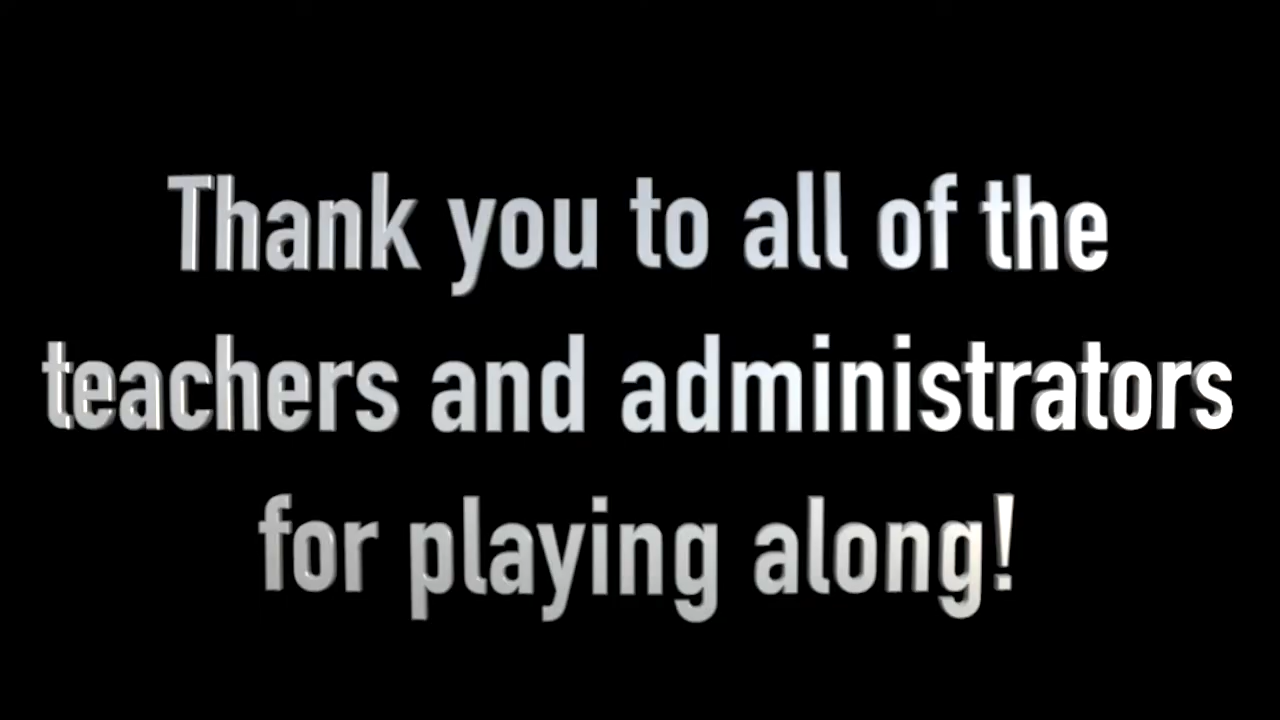 Thank you to all of the
teachers and administrators
for playing along!